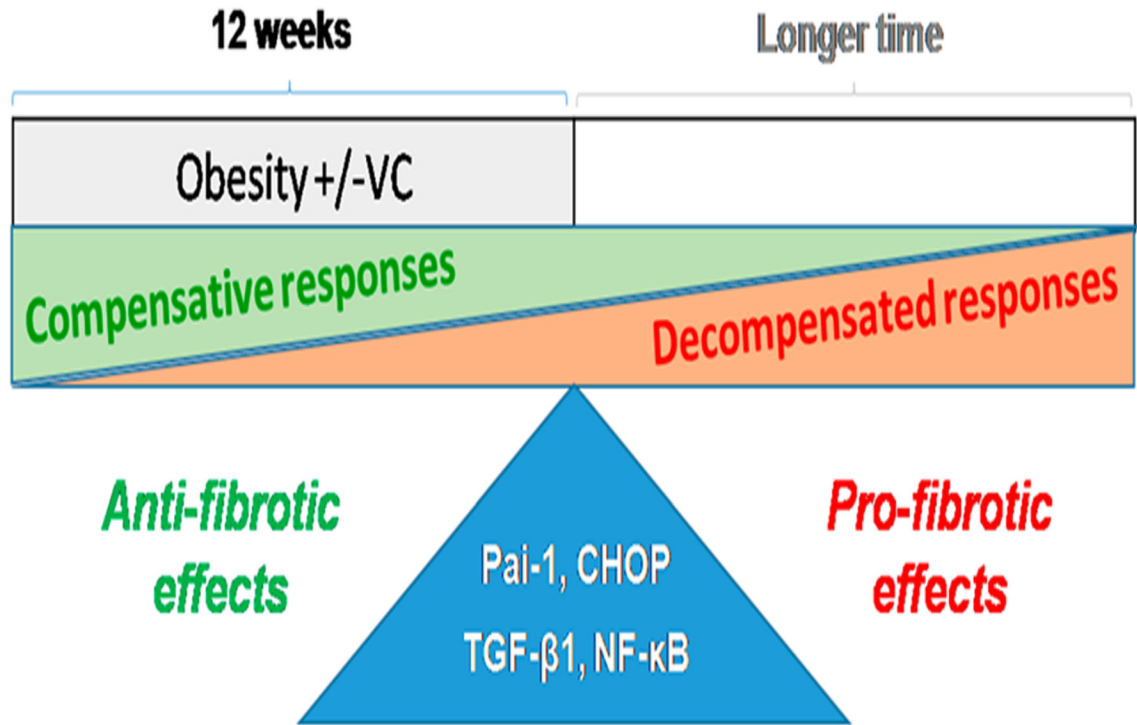 12 weeks
Longer time
Obesity +/-VC
Compensative responses
Decompensated responses
Anti-fibrotic
effects
Pro-fibrotic
effects
Pai-1, CHOP
TGF-β1, NF-κB